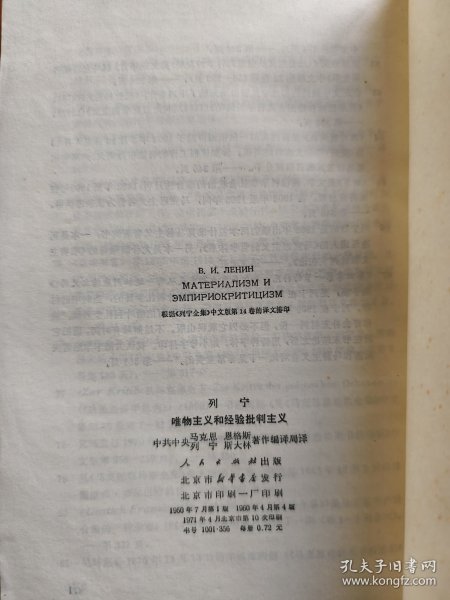 В. И. ЛЕНИН
МАТЕРИАЛИЗМ И
ЭМПИРИОКРИТИЦИЗМ
根据《列宁全集》中文版第14卷的译文排印
列宁
唯物主义和经验批判主义
中共中央马克思 恩格斯 列宁 斯大林著作编译局译
人民出版社出版
北京市新华书店发行
北京市印刷一厂印刷
1950年7月第1版 1960年4月第4版
1971年4月北京市第10次印刷
书号 1001·356 每册 0.72 元
孔夫子旧书网
www.kongfz.com